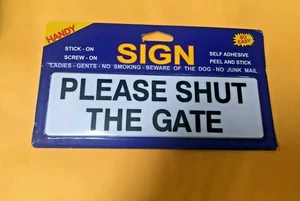 HANDY
SIGN
STICK - ON
SCREW - ON
SELF ADHESIVE
PEEL AND STICK
LADIES - GENTS - NO SMOKING - BEWARE OF THE DOG - NO JUNK MAIL
PLEASE SHUT
THE GATE